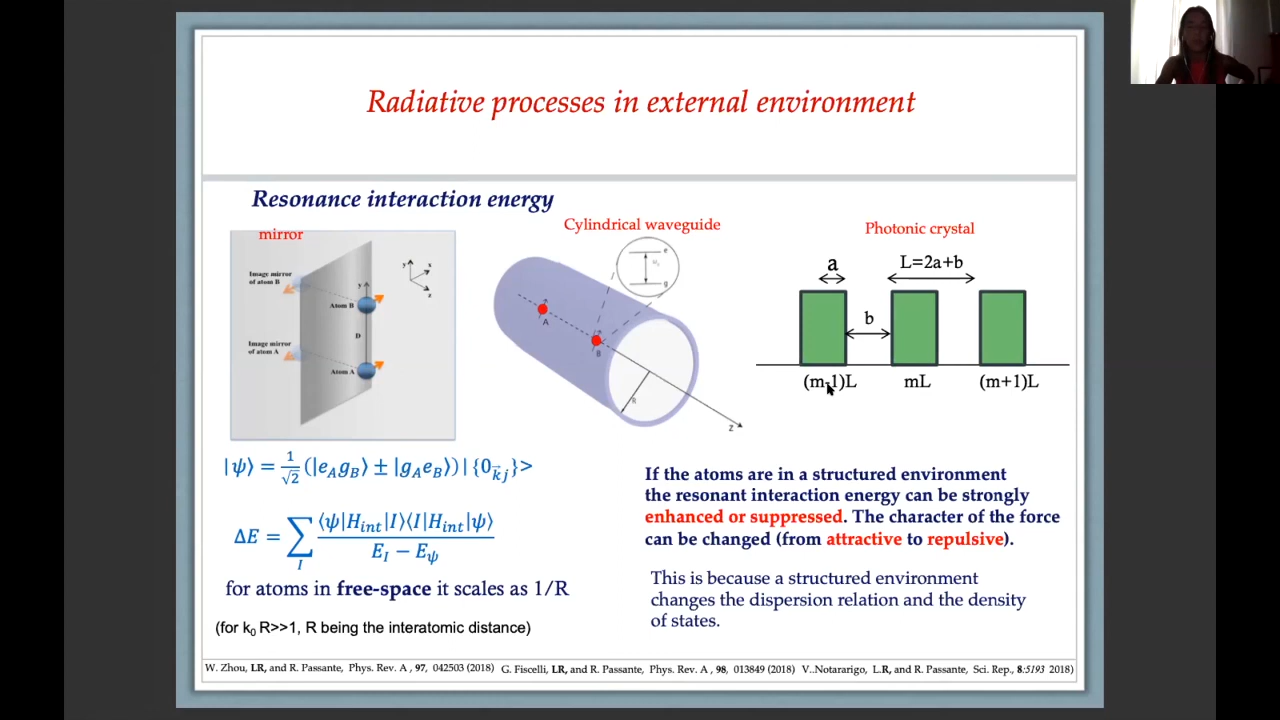 Radiative processes in external environment
Resonance interaction energy
mirror
Image mirror
of atom B
Atom B
D
Image mirror
of atom A
Atom A
y
x
z
y
Cylindrical waveguide
e
g
A
B
R
z
Photonic crystal
a
L=2a+b
b
(m-1)L
mL
(m+1)L
|ψ⟩ = 1/√2 (|e_A g_B⟩ ± |g_A e_B⟩)|{0_{k⃗j}}>
ΔE = ∑_I ⟨ψ|H_int|I⟩⟨I|H_int|ψ⟩ / E_I − E_ψ
for atoms in free-space it scales as 1/R
(for k₀ R>>1, R being the interatomic distance)
If the atoms are in a structured environment
the resonant interaction energy can be strongly
enhanced or suppressed. The character of the force
can be changed (from attractive to repulsive).
This is because a structured environment
changes the dispersion relation and the density
of states.
W. Zhou, LR, and R. Passante, Phys. Rev. A , 97, 042503 (2018)
G. Fiscelli, LR, and R. Passante, Phys. Rev. A , 98, 013849 (2018)
V..Notararigo, L.R, and R. Passante, Sci. Rep., 8:5193 2018)